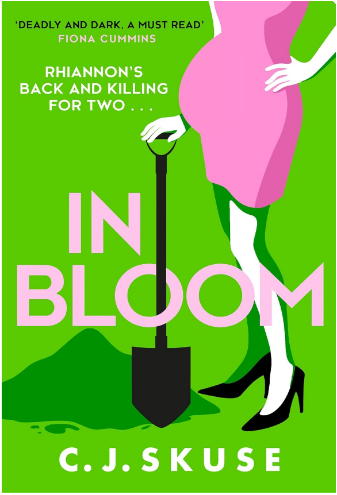 'DEADLY AND DARK, A MUST READ'
FIONA CUMMINS
RHIANNON'S
BACK AND KILLING
FOR TWO . . .
IN
BLOOM
C. J. SKUSE